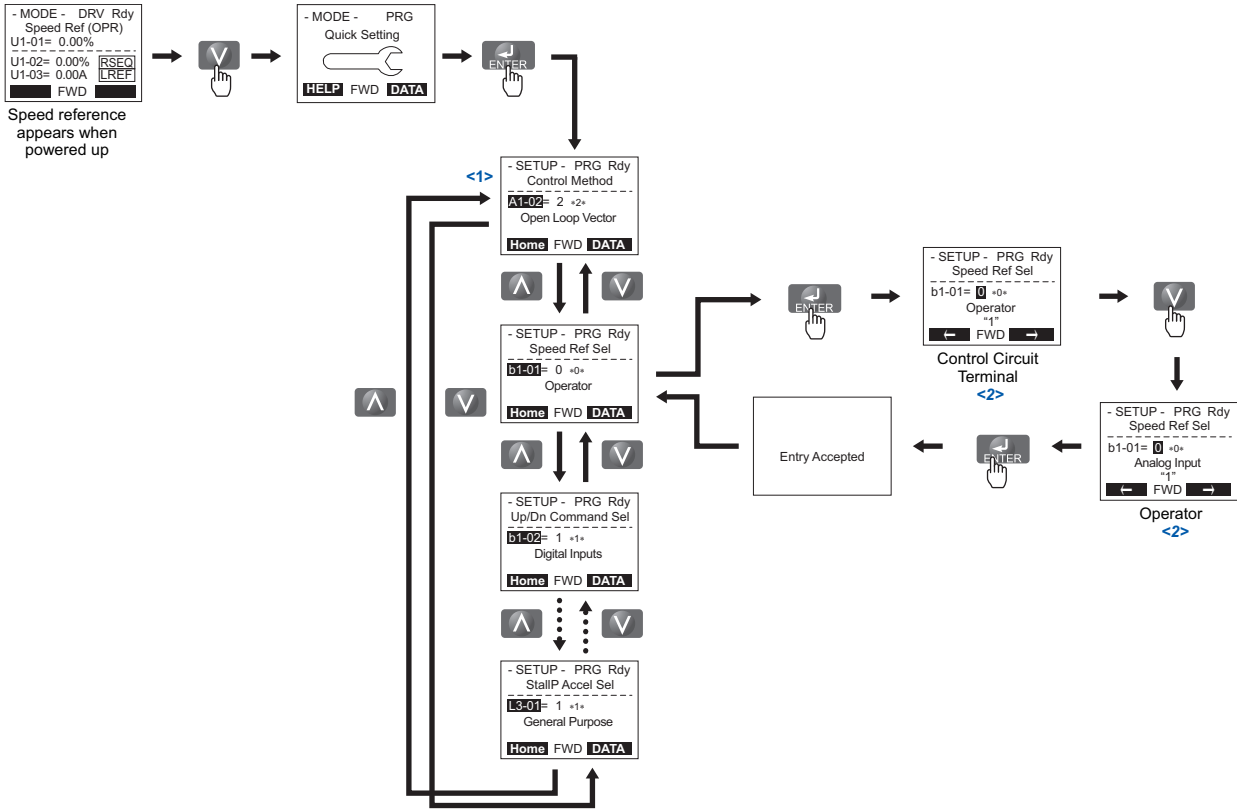 - MODE - DRV Rdy
Speed Ref (OPR)
U1-01= 0.00%
U1-02= 0.00% RSEQ
U1-03= 0.00A LREF
FWD
Speed reference
appears when
powered up
- MODE - PRG
Quick Setting
HELP FWD DATA
ENTER
<1>
- SETUP - PRG Rdy
Control Method
A1-02= 2 *2*
Open Loop Vector
Home FWD DATA
- SETUP - PRG Rdy
Speed Ref Sel
b1-01= 0 *0*
Operator
Home FWD DATA
- SETUP - PRG Rdy
Up/Dn Command Sel
b1-02= 1 *1*
Digital Inputs
Home FWD DATA
- SETUP - PRG Rdy
StallP Accel Sel
L3-01= 1 *1*
General Purpose
Home FWD DATA
ENTER
- SETUP - PRG Rdy
Speed Ref Sel
b1-01= 0 *0*
Operator
“1”
← FWD →
Control Circuit
Terminal
<2>
- SETUP - PRG Rdy
Speed Ref Sel
b1-01= 0 *0*
Analog Input
“1”
← FWD →
Operator
<2>
ENTER
Entry Accepted